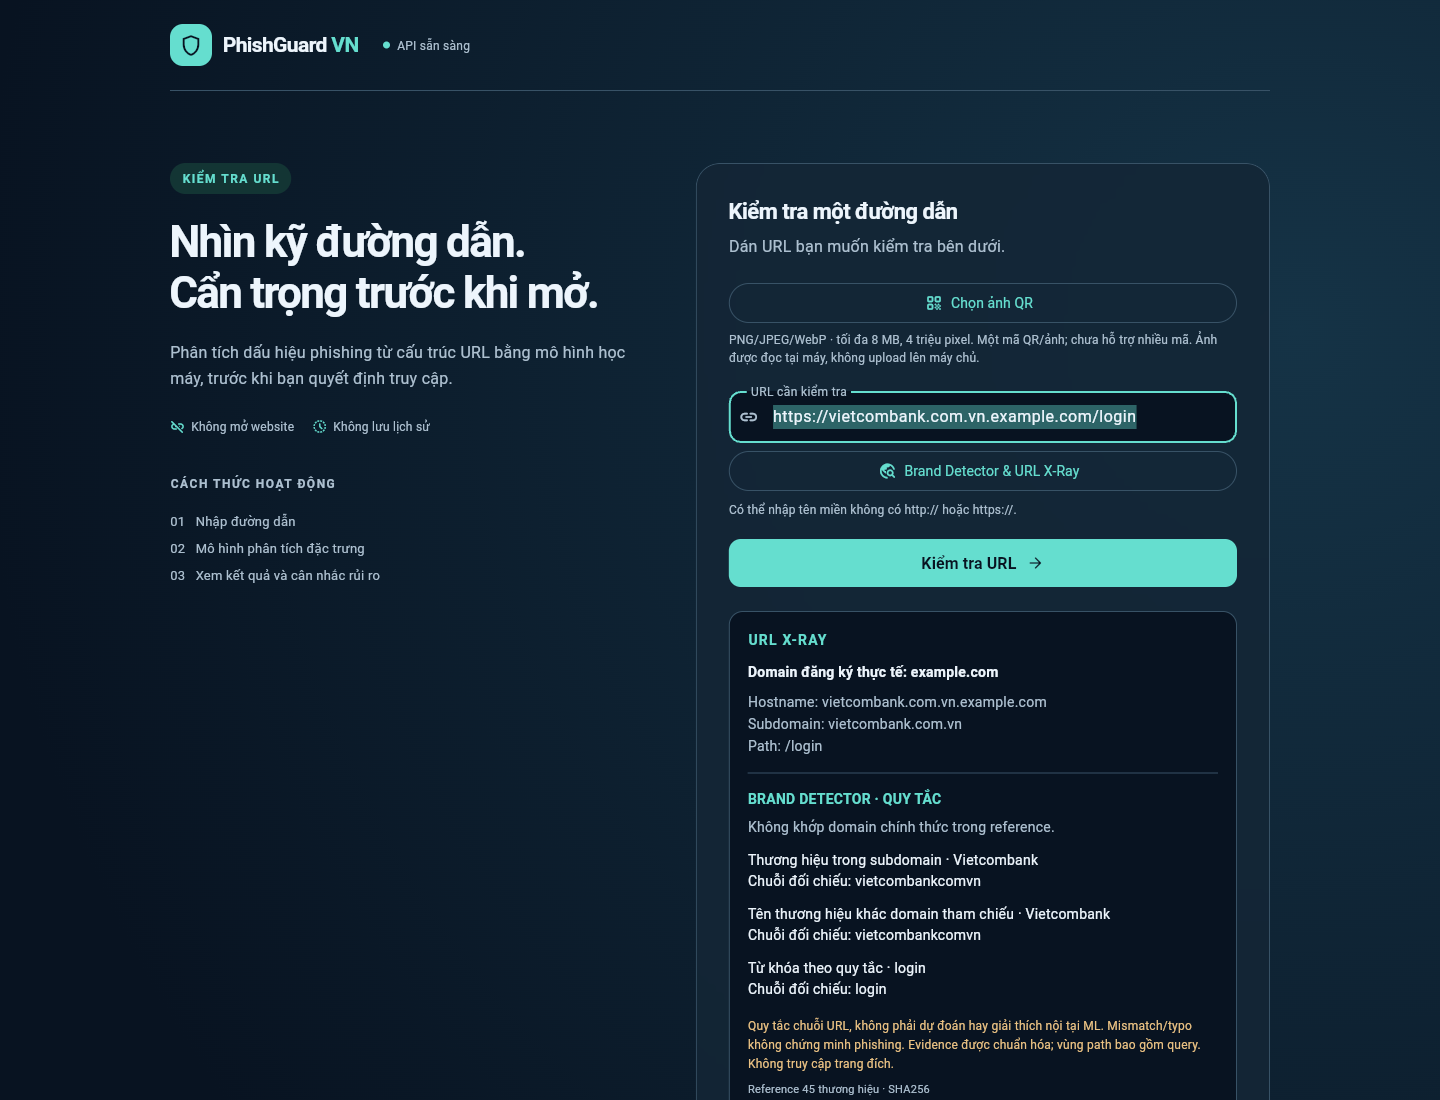 PhishGuard VN
API sẵn sàng
KIỂM TRA URL
Nhìn kỹ đường dẫn.
Cẩn trọng trước khi mở.
Phân tích dấu hiệu phishing từ cấu trúc URL bằng mô hình học
máy, trước khi bạn quyết định truy cập.
Không mở website
Không lưu lịch sử
CÁCH THỨC HOẠT ĐỘNG
01 Nhập đường dẫn
02 Mô hình phân tích đặc trưng
03 Xem kết quả và cân nhắc rủi ro
Kiểm tra một đường dẫn
Dán URL bạn muốn kiểm tra bên dưới.
Chọn ảnh QR
PNG/JPEG/WebP · tối đa 8 MB, 4 triệu pixel. Một mã QR/ảnh; chưa hỗ trợ nhiều mã. Ảnh
được đọc tại máy, không upload lên máy chủ.
URL cần kiểm tra
https://vietcombank.com.vn.example.com/login
Brand Detector & URL X-Ray
Có thể nhập tên miền không có http:// hoặc https://.
Kiểm tra URL
URL X-RAY
Domain đăng ký thực tế: example.com
Hostname: vietcombank.com.vn.example.com
Subdomain: vietcombank.com.vn
Path: /login
BRAND DETECTOR · QUY TẮC
Không khớp domain chính thức trong reference.
Thương hiệu trong subdomain · Vietcombank
Chuỗi đối chiếu: vietcombankcomvn
Tên thương hiệu khác domain tham chiếu · Vietcombank
Chuỗi đối chiếu: vietcombankcomvn
Từ khóa theo quy tắc · login
Chuỗi đối chiếu: login
Quy tắc chuỗi URL, không phải dự đoán hay giải thích nội tại ML. Mismatch/typo
không chứng minh phishing. Evidence được chuẩn hóa; vùng path bao gồm query.
Không truy cập trang đích.
Reference 45 thương hiệu · SHA256